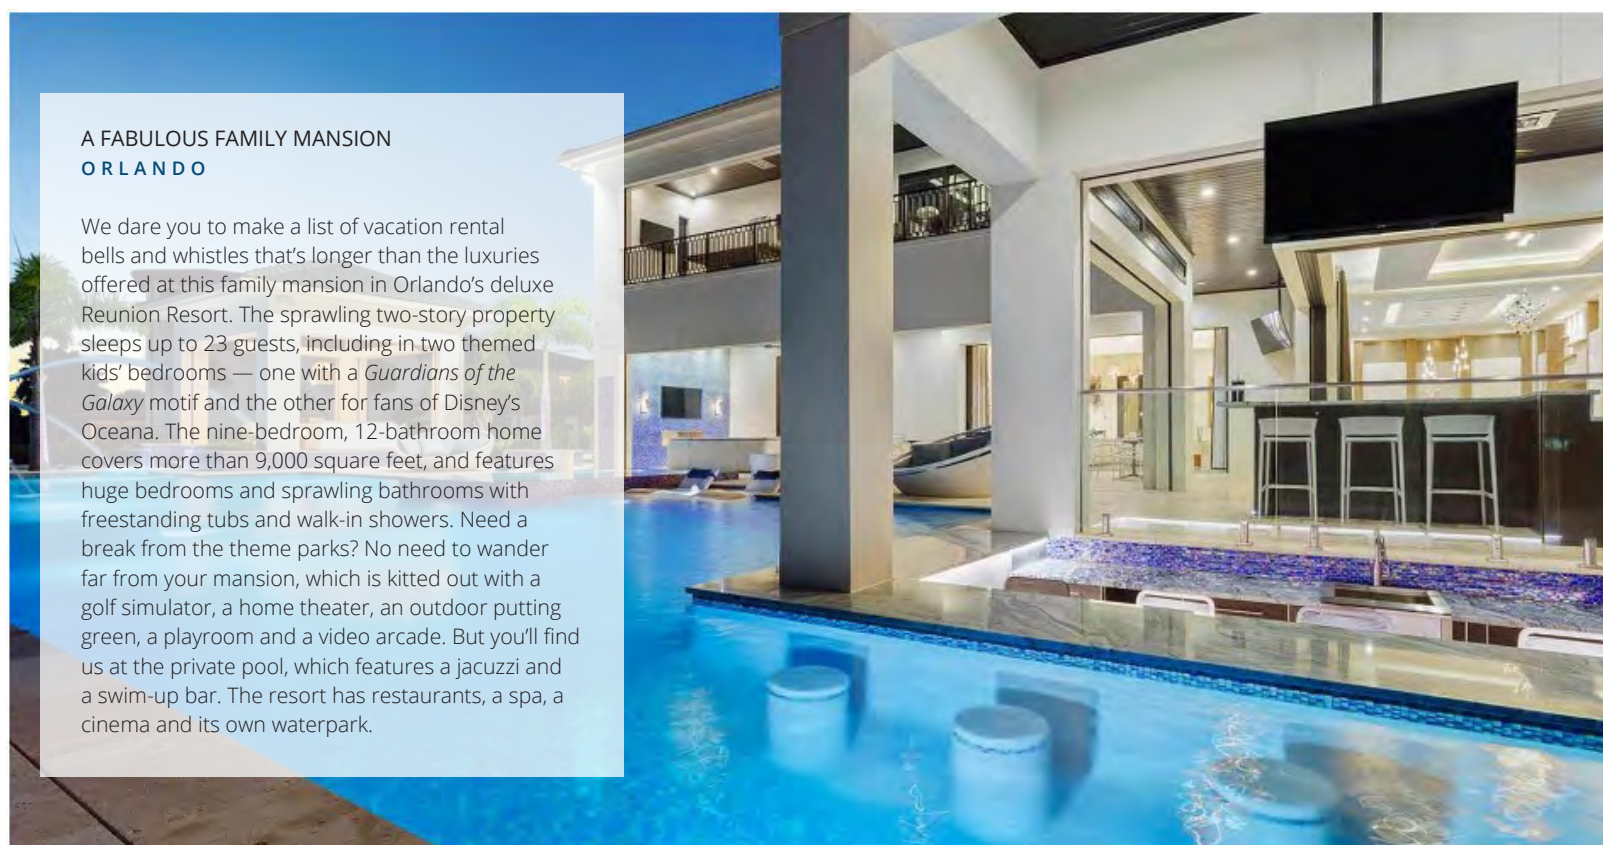 A FABULOUS FAMILY MANSION
ORLANDO
We dare you to make a list of vacation rental
bells and whistles that’s longer than the luxuries
offered at this family mansion in Orlando’s deluxe
Reunion Resort. The sprawling two-story property
sleeps up to 23 guests, including in two themed
kids’ bedrooms — one with a Guardians of the
Galaxy motif and the other for fans of Disney’s
Oceana. The nine-bedroom, 12-bathroom home
covers more than 9,000 square feet, and features
huge bedrooms and sprawling bathrooms with
freestanding tubs and walk-in showers. Need a
break from the theme parks? No need to wander
far from your mansion, which is kitted out with a
golf simulator, a home theater, an outdoor putting
green, a playroom and a video arcade. But you’ll find
us at the private pool, which features a jacuzzi and
a swim-up bar. The resort has restaurants, a spa, a
cinema and its own waterpark.